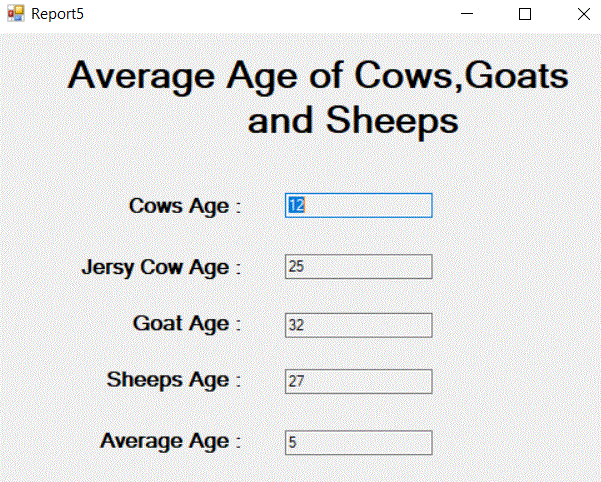 Report5
Average Age of Cows,Goats
and Sheeps
Cows Age : 12
Jersy Cow Age : 25
Goat Age : 32
Sheeps Age : 27
Average Age : 5